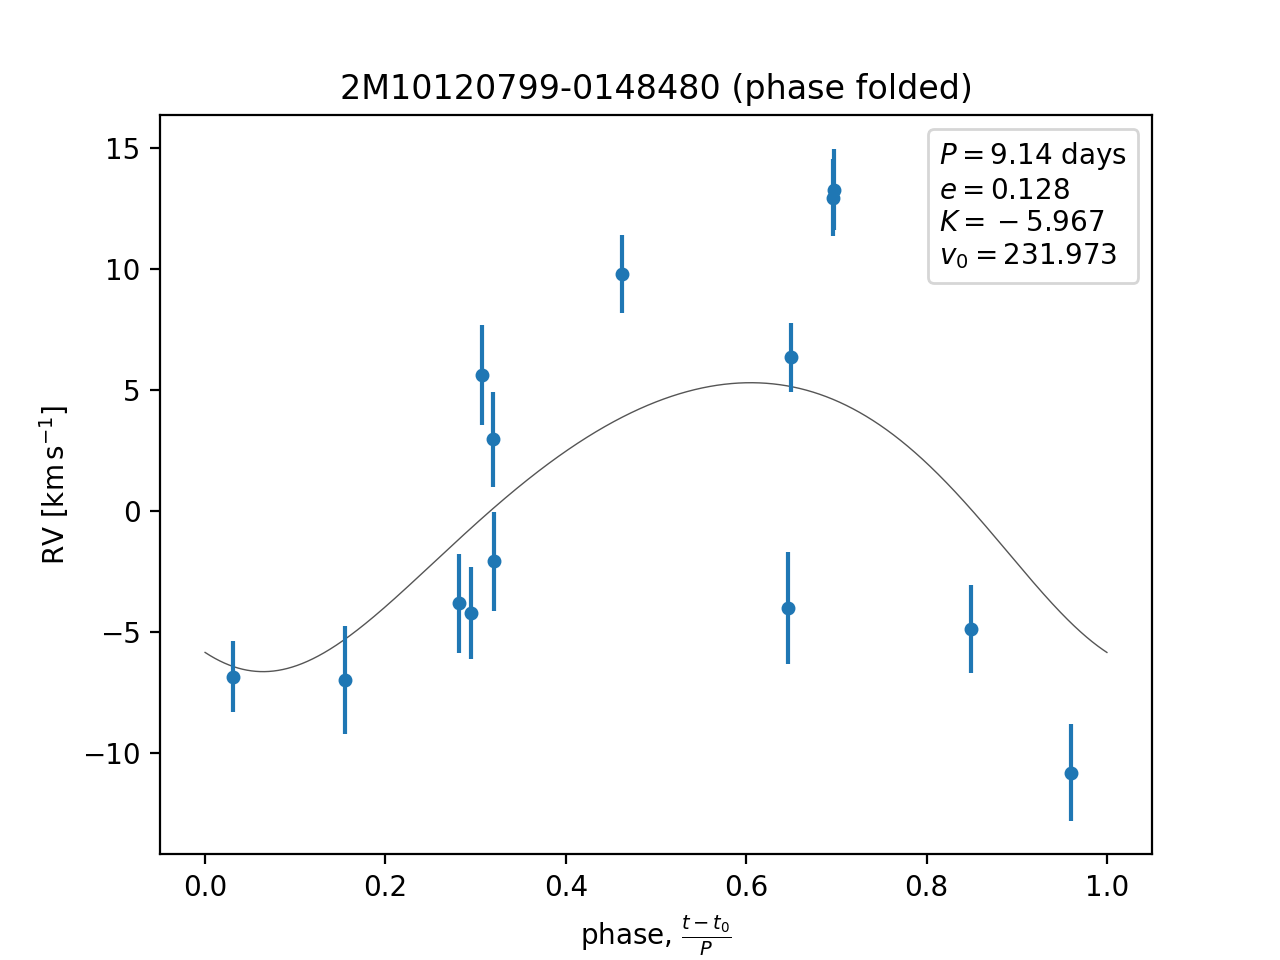 2M10120799-0148480 (phase folded)
P = 9.14 days
e = 0.128
K = −5.967
v₀ = 231.973
15
10
5
0
−5
−10
RV [km s⁻¹]
0.0 0.2 0.4 0.6 0.8 1.0
phase, (t − t₀)/P